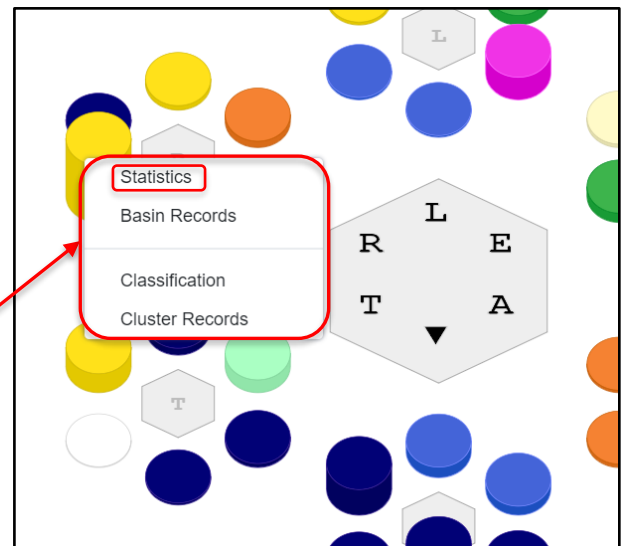 L
Statistics
Basin Records
Classification
Cluster Records
L
R E
T A
T